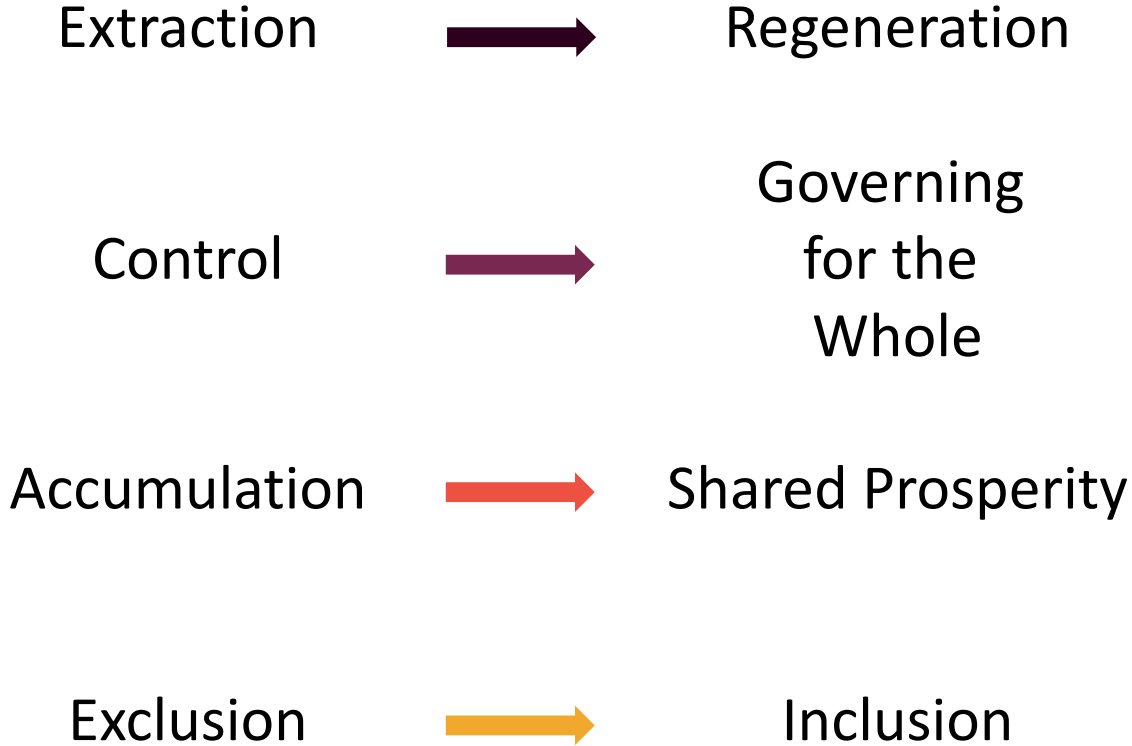 Extraction Regeneration
Governing
Control for the
Whole
Accumulation Shared Prosperity
Exclusion Inclusion